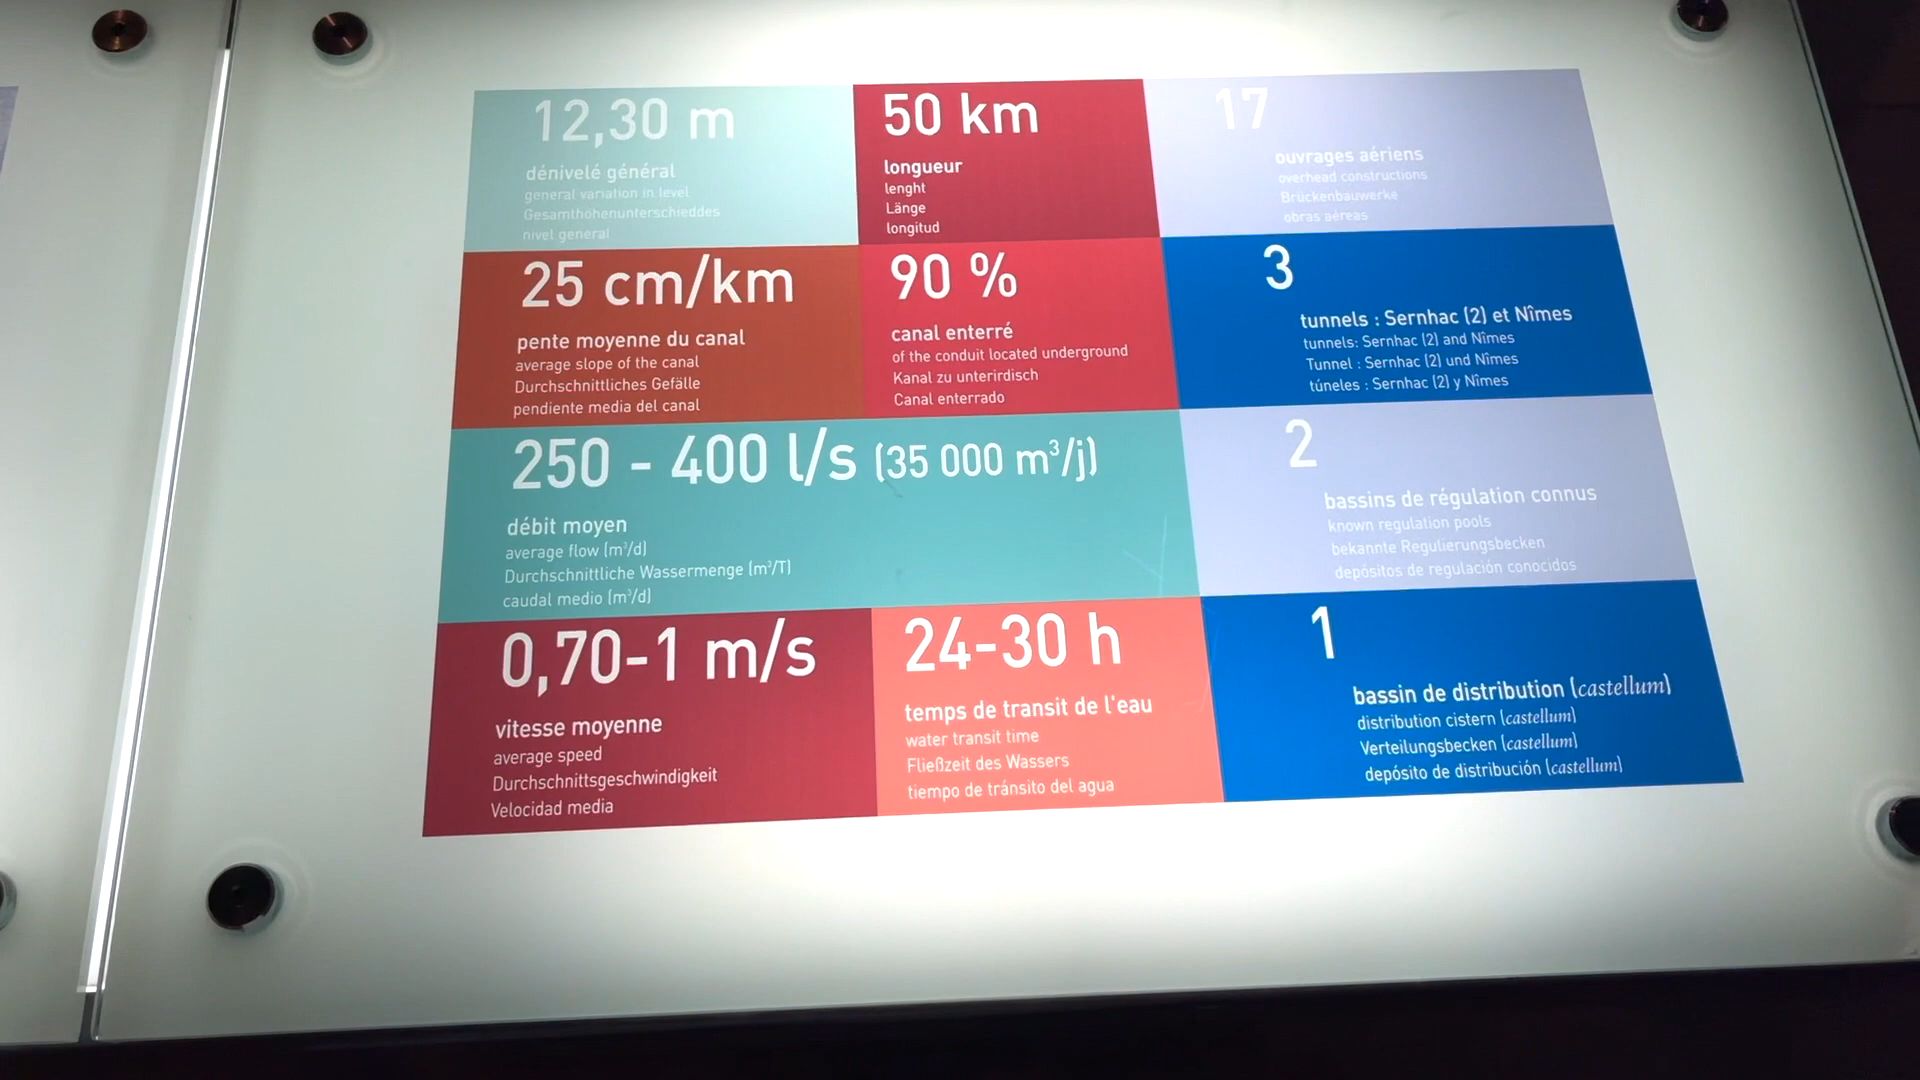 12,30 m
dénivelé général
general variation in level
Gesamthöhenunterschieddes
nivel general
50 km
longueur
lenght
Länge
longitud
17
ouvrages aériens
overhead constructions
Brückenbauwerke
obras aéreas
25 cm/km
pente moyenne du canal
average slope of the canal
Durchschnittliches Gefälle
pendiente media del canal
90 %
canal enterré
of the conduit located underground
Kanal zu unterirdisch
Canal enterrado
3
tunnels : Sernhac (2) et Nîmes
tunnels: Sernhac (2) and Nîmes
Tunnel : Sernhac (2) und Nîmes
túneles : Sernhac (2) y Nîmes
250 - 400 l/s (35 000 m³/j)
débit moyen
average flow (m³/d)
Durchschnittliche Wassermenge (m³/T)
caudal medio (m³/d)
2
bassins de régulation connus
known regulation pools
bekannte Regulierungsbecken
depósitos de regulación conocidos
0,70-1 m/s
vitesse moyenne
average speed
Durchschnittsgeschwindigkeit
Velocidad media
24-30 h
temps de transit de l'eau
water transit time
Fließzeit des Wassers
tiempo de tránsito del agua
1
bassin de distribution (castellum)
distribution cistern (castellum)
Verteilungsbecken (castellum)
depósito de distribución (castellum)